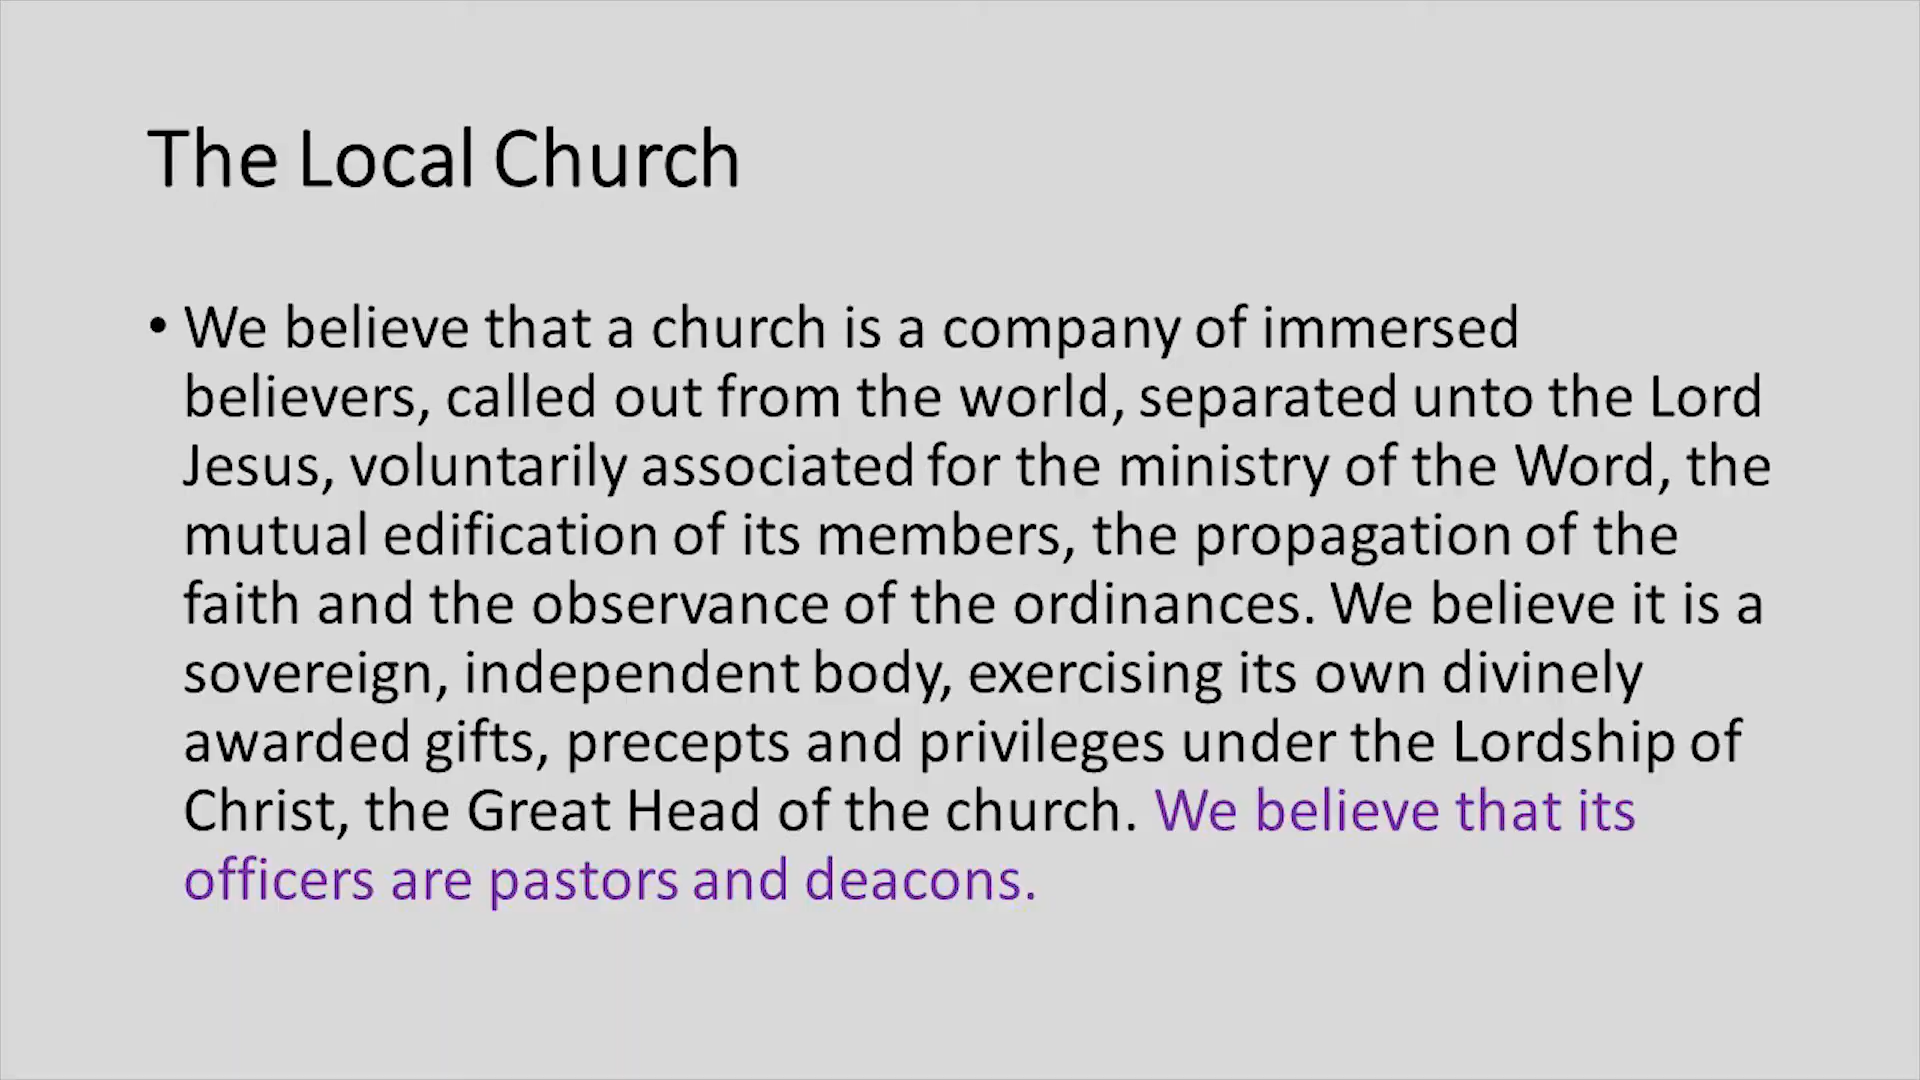 The Local Church
• We believe that a church is a company of immersed
believers, called out from the world, separated unto the Lord
Jesus, voluntarily associated for the ministry of the Word, the
mutual edification of its members, the propagation of the
faith and the observance of the ordinances. We believe it is a
sovereign, independent body, exercising its own divinely
awarded gifts, precepts and privileges under the Lordship of
Christ, the Great Head of the church. We believe that its
officers are pastors and deacons.